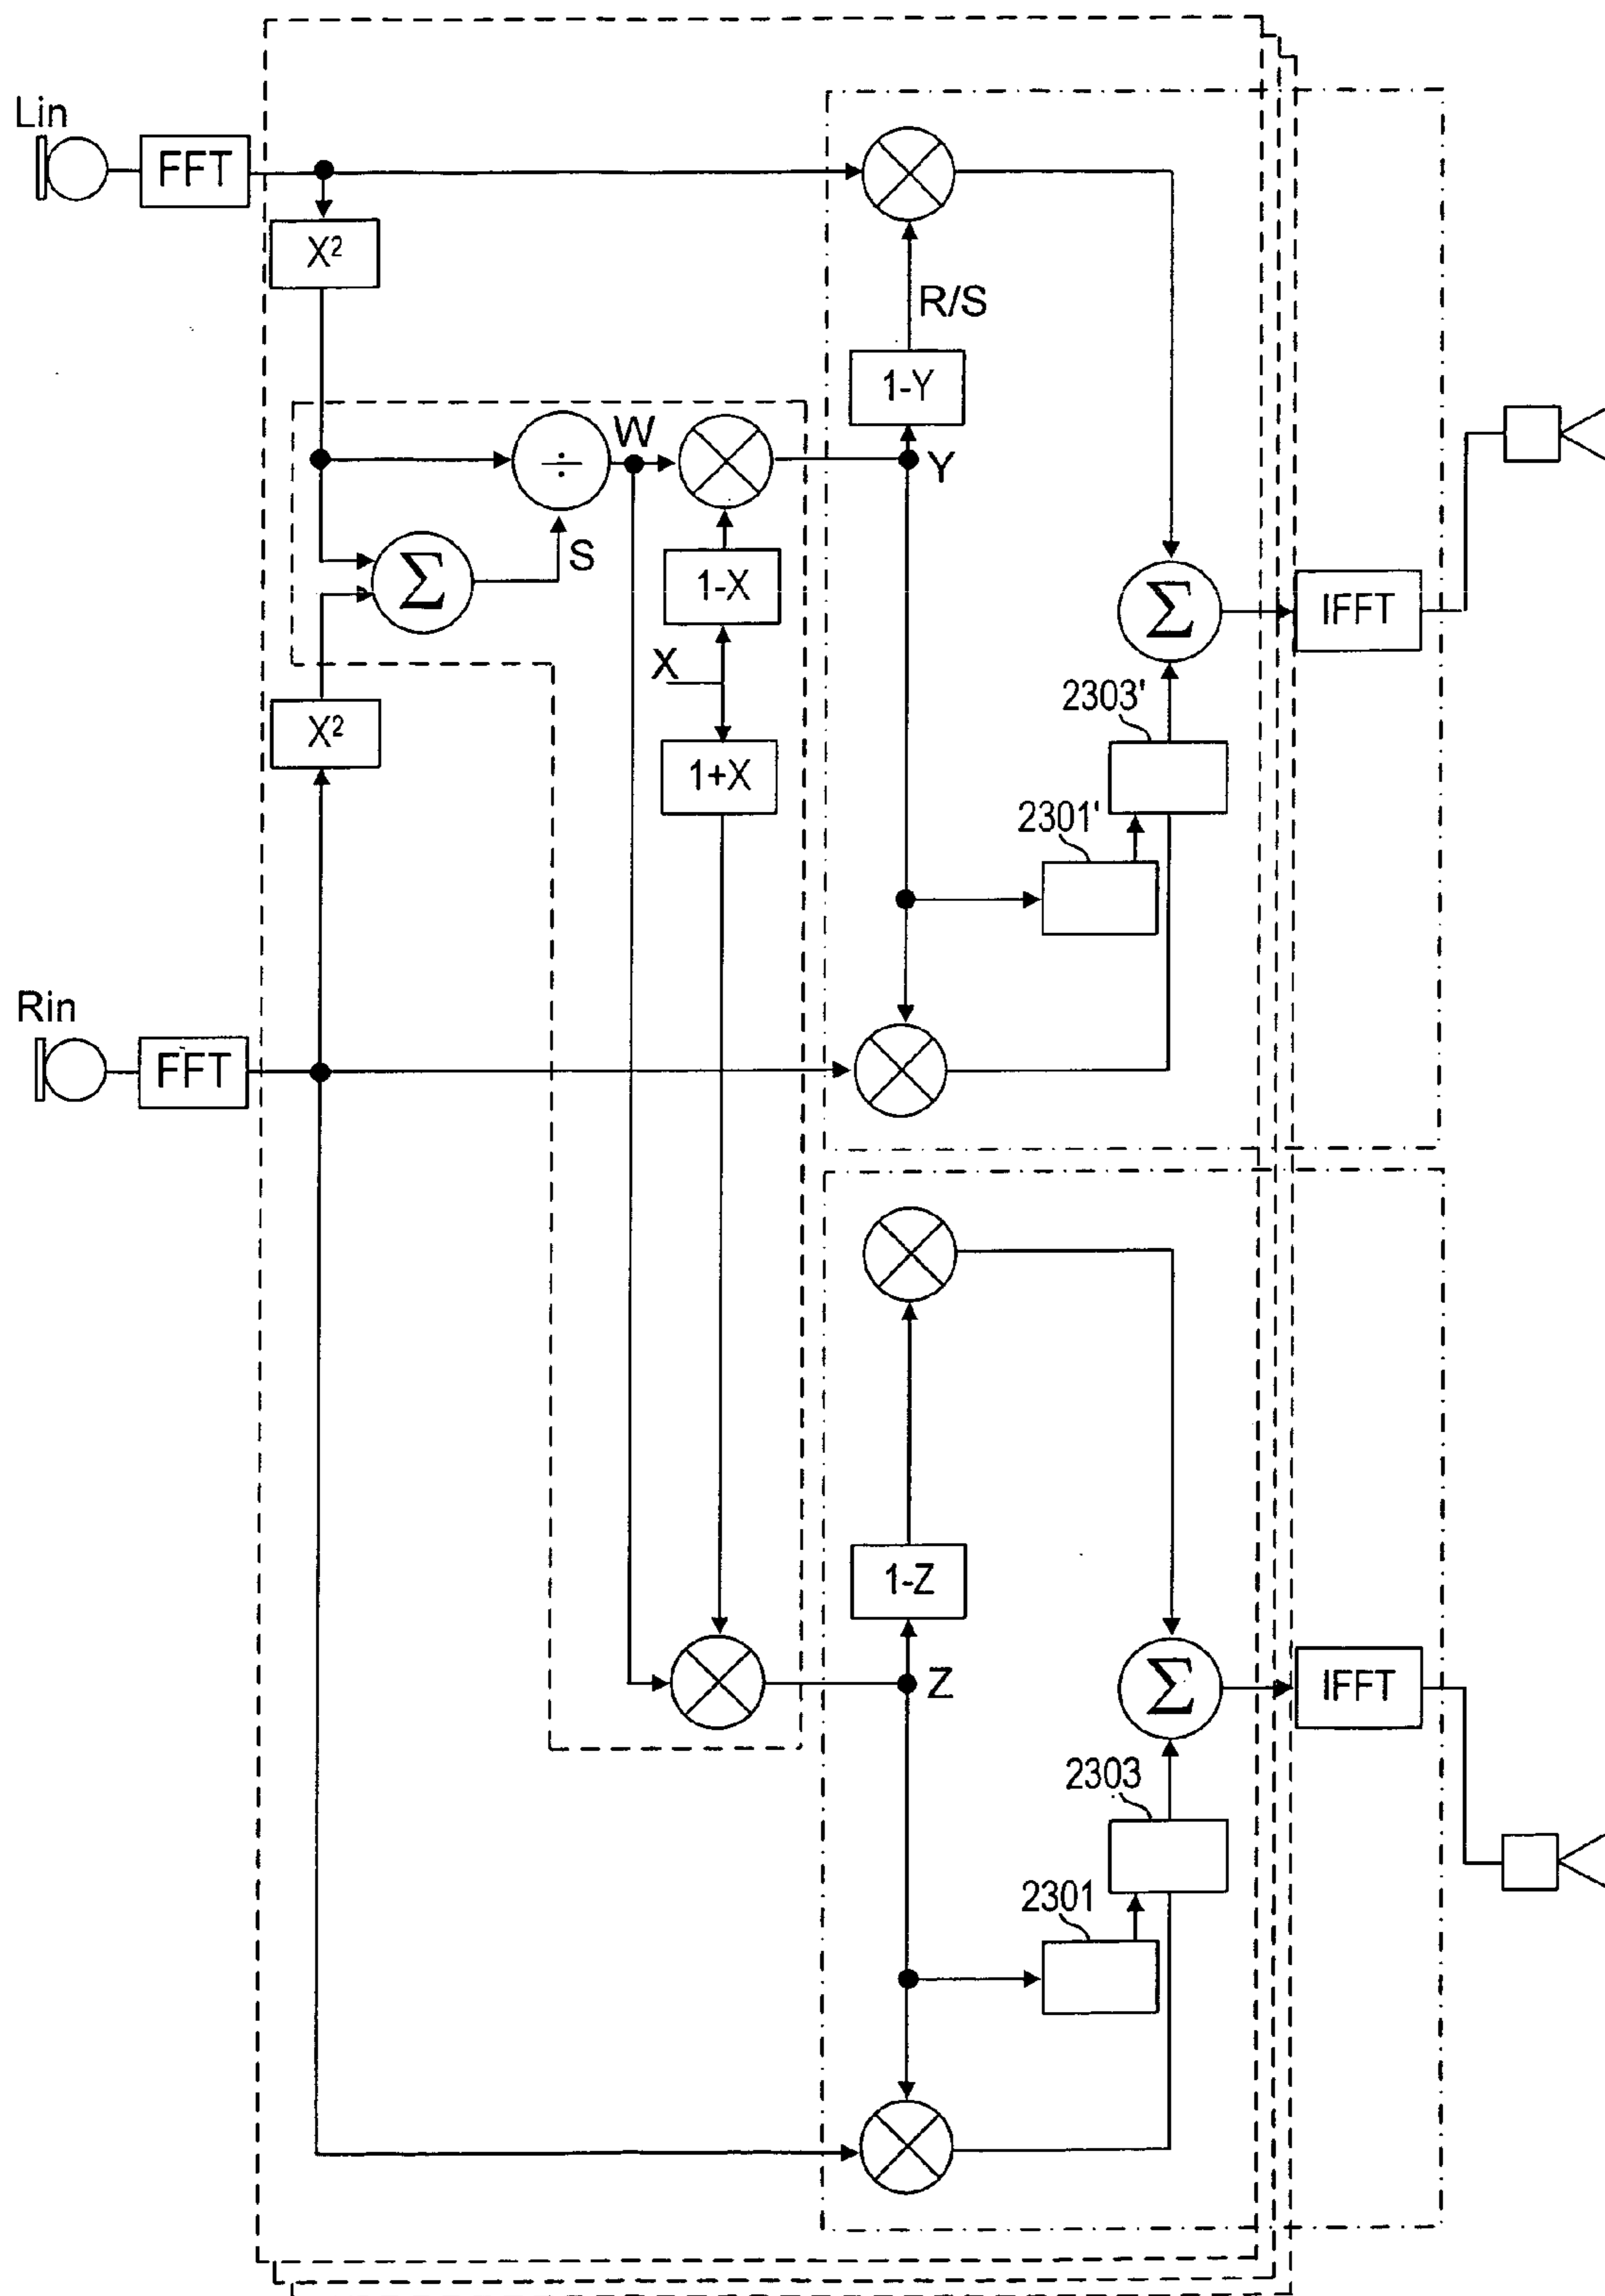 Lin
FFT
X²
R/S
1-Y
W
÷
Y
S
Σ
1-X
X
Σ
IFFT
2303'
X²
1+X
2301'
Rin
FFT
1-Z
Z
Σ
IFFT
2303
2301